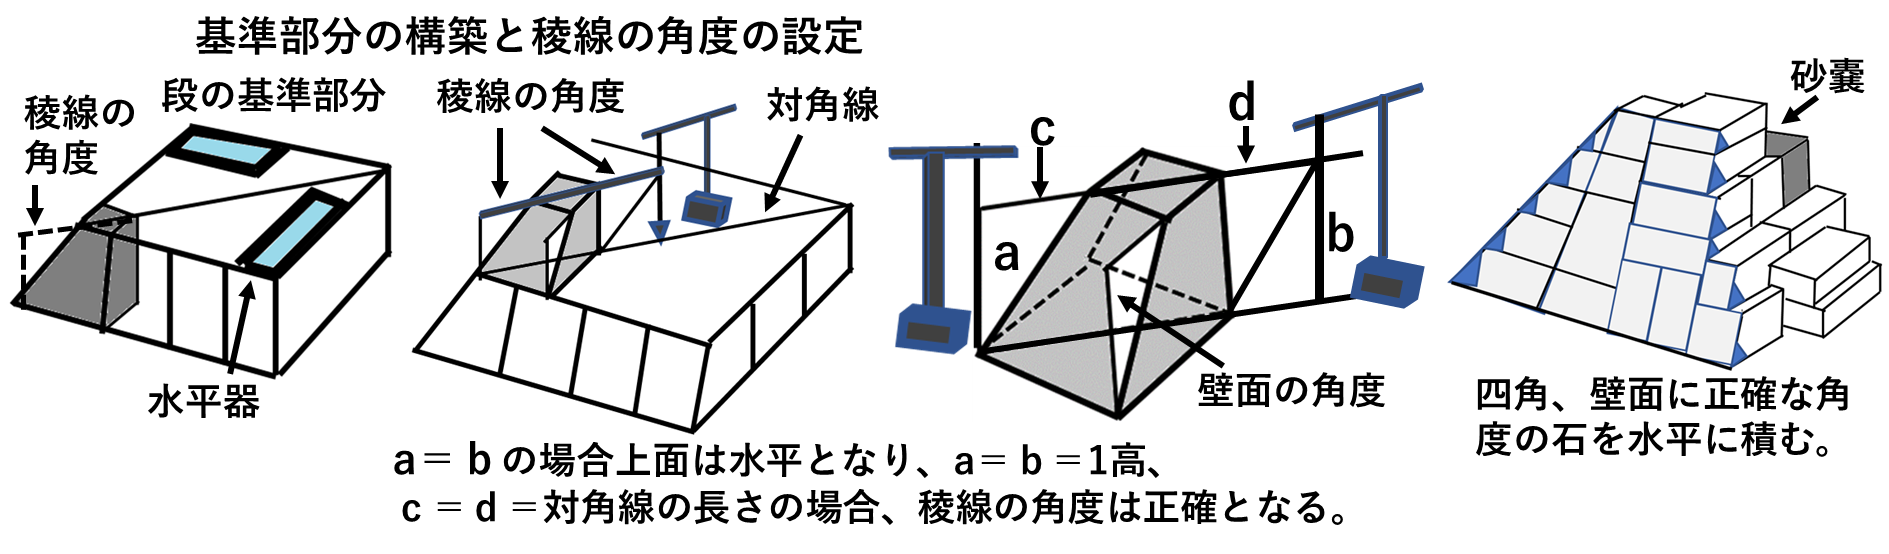 基準部分の構築と稜線の角度の設定
稜線の
角度
段の基準部分
水平器
稜線の角度
対角線
a
c
d
b
壁面の角度
砂嚢
四角、壁面に正確な角
度の石を水平に積む。
a＝bの場合上面は水平となり、a＝b＝1高、
c＝d＝対角線の長さの場合、稜線の角度は正確となる。